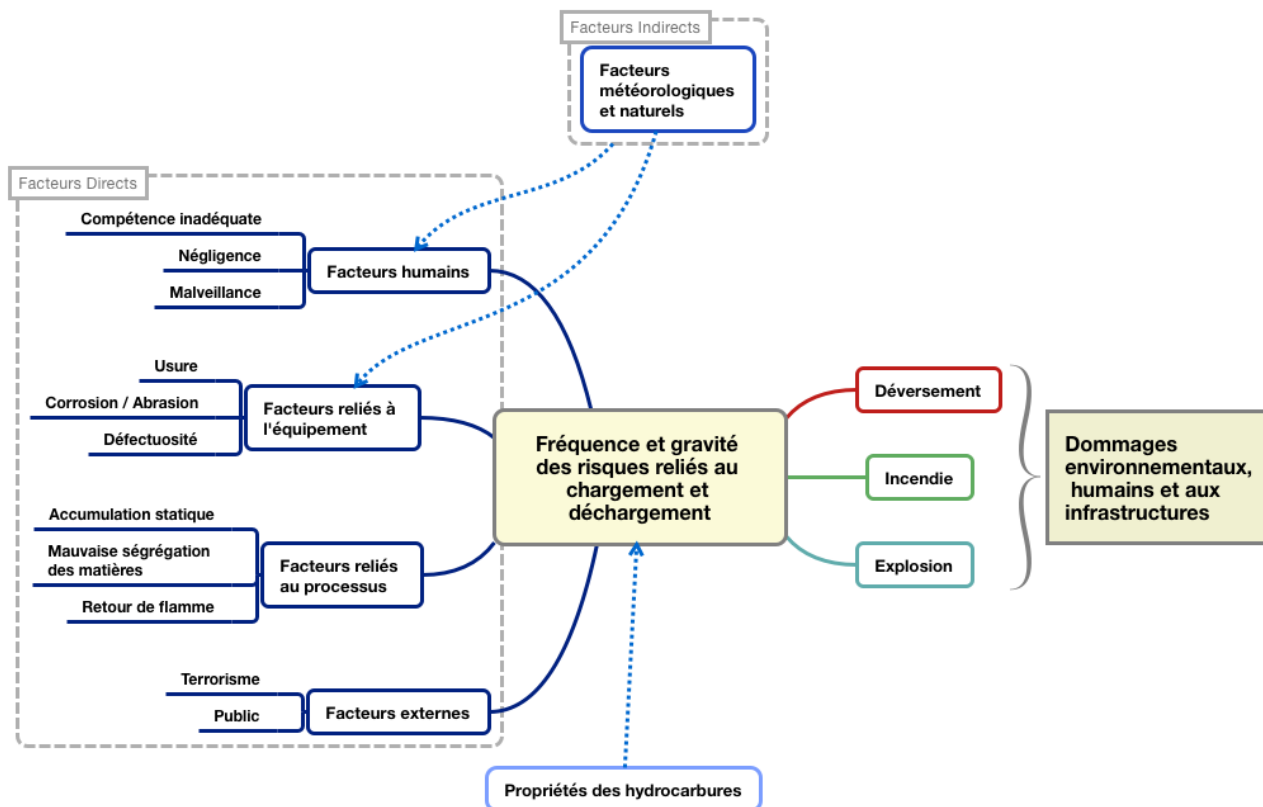 Facteurs Indirects
Facteurs
météorologiques
et naturels
Facteurs Directs
Compétence inadéquate
Négligence
Malveillance
Facteurs humains
Usure
Corrosion / Abrasion
Défectuosité
Facteurs reliés à
l'équipement
Accumulation statique
Mauvaise ségrégation
des matières
Retour de flamme
Facteurs reliés
au processus
Terrorisme
Public
Facteurs externes
Fréquence et gravité
des risques reliés au
chargement et
déchargement
Propriétés des hydrocarbures
Déversement
Incendie
Explosion
Dommages
environnementaux,
humains et aux
infrastructures